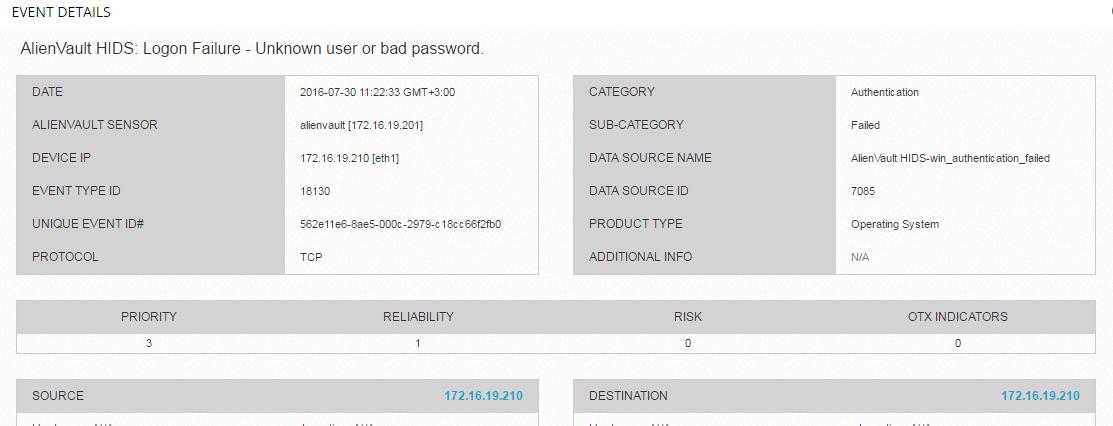 EVENT DETAILS
AlienVault HIDS: Logon Failure - Unknown user or bad password.
DATE 2016-07-30 11:22:33 GMT+3:00
ALIENVAULT SENSOR alienvault [172.16.19.201]
DEVICE IP 172.16.19.210 [eth1]
EVENT TYPE ID 18130
UNIQUE EVENT ID# 562e11e6-8ae5-000c-2979-c18cc66f2fb0
PROTOCOL TCP
CATEGORY Authentication
SUB-CATEGORY Failed
DATA SOURCE NAME AlienVault HIDS-win_authentication_failed
DATA SOURCE ID 7085
PRODUCT TYPE Operating System
ADDITIONAL INFO N/A
PRIORITY RELIABILITY RISK OTX INDICATORS
3 1 0 0
SOURCE 172.16.19.210
DESTINATION 172.16.19.210